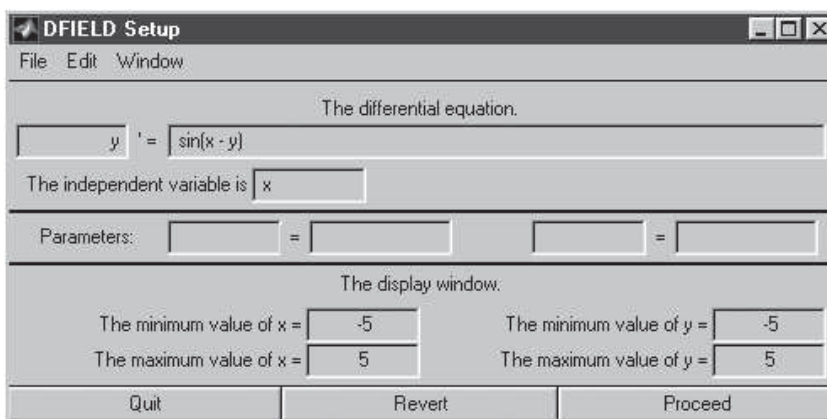 DFIELD Setup
File Edit Window
The differential equation.
y ' = sin(x - y)
The independent variable is x
Parameters: = =
The display window.
The minimum value of x = -5 The minimum value of y = -5
The maximum value of x = 5 The maximum value of y = 5
Quit Revert Proceed